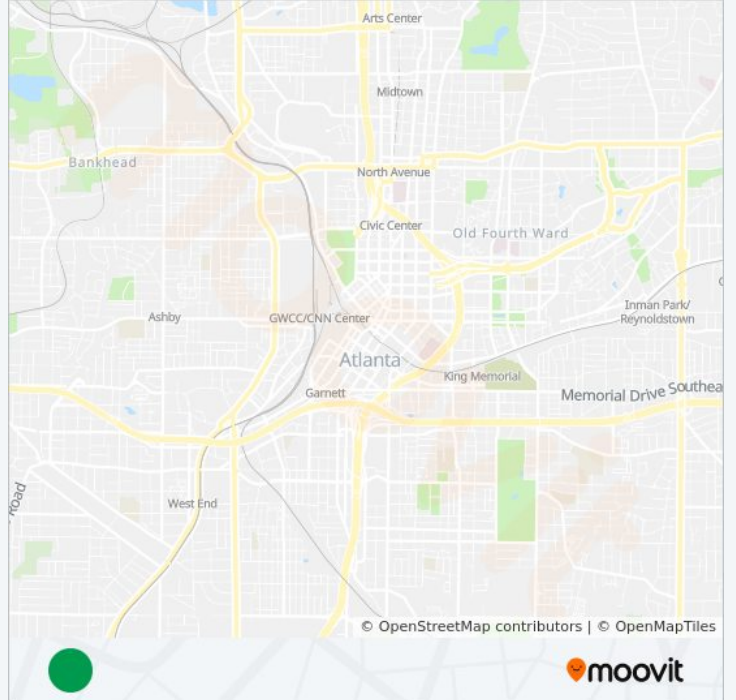 Arts Center
Midtown
Bankhead
North Avenue
Civic Center
Old Fourth Ward
Inman Park/
Reynoldstown
Ashby
GWCC/CNN Center
Atlanta
King Memorial
Garnett
Memorial Drive Southea
West End
Road
© OpenStreetMap contributors | © OpenMapTiles
moovit